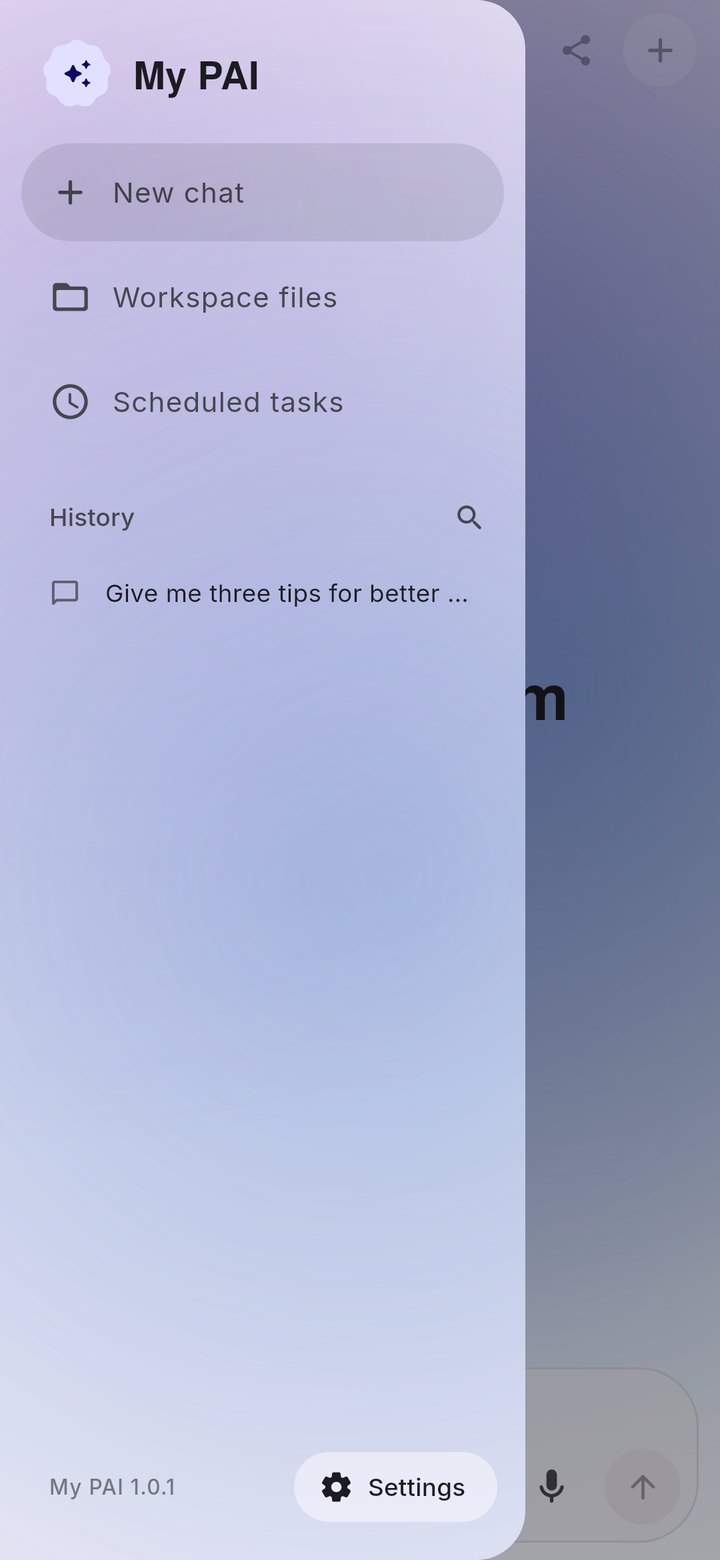 My PAI
New chat
Workspace files
Scheduled tasks
History
Give me three tips for better ...
m
My PAI 1.0.1
Settings